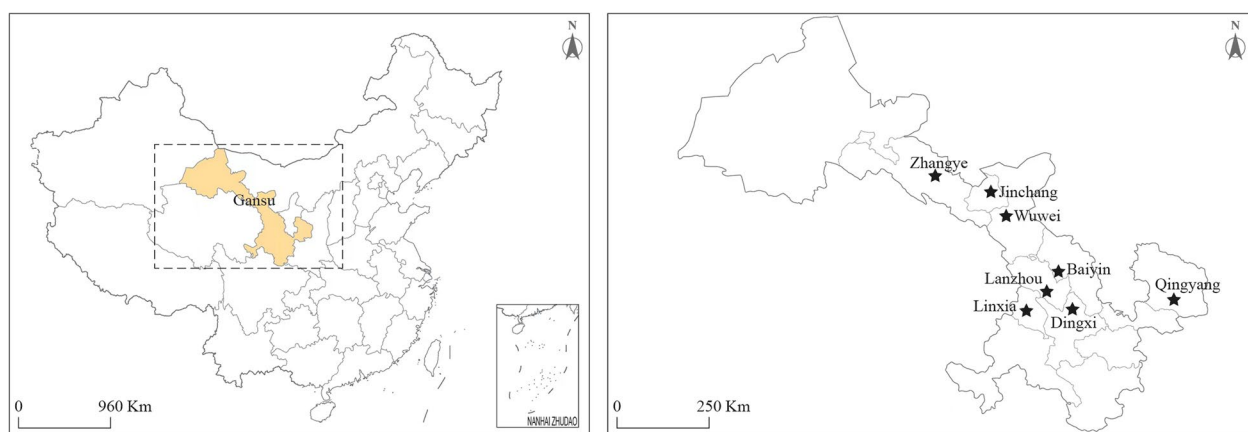 N
Gansu
0
960 Km
NANHAI ZHUDAO
N
Zhangye
Jinchang
Wuwei
Baiyin
Lanzhou
Qingyang
Linxia
Dingxi
0
250 Km